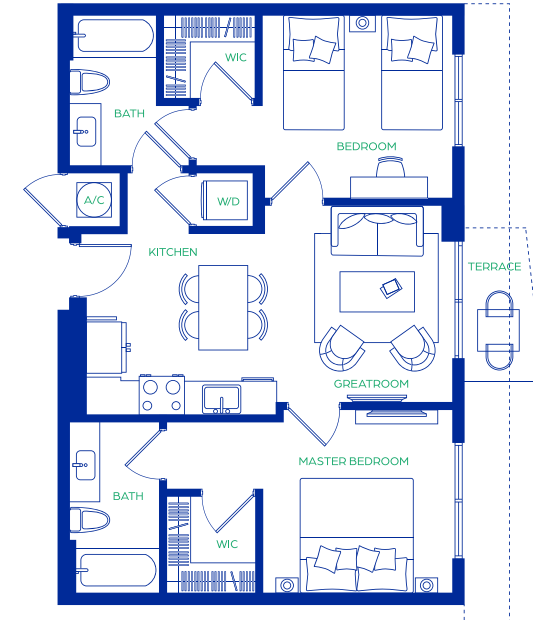 WIC
BATH
BEDROOM
A/C
W/D
KITCHEN
TERRACE
GREATROOM
MASTER BEDROOM
BATH
WIC